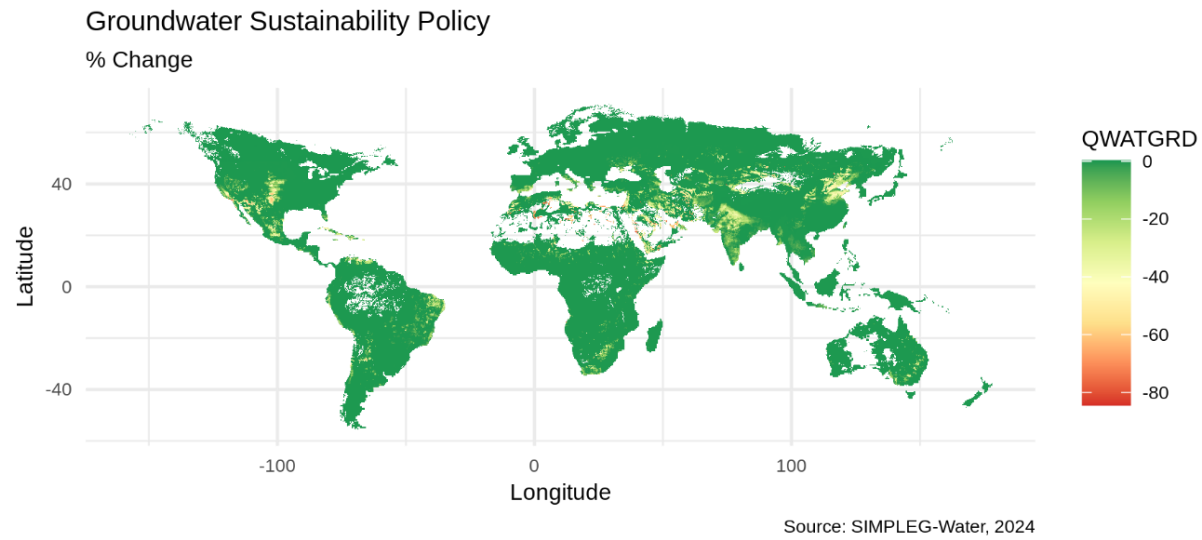 Groundwater Sustainability Policy
% Change
QWATGRD
0
-20
-40
-60
-80
40
0
-40
Latitude
-100
0
100
Longitude
Source: SIMPLEG-Water, 2024